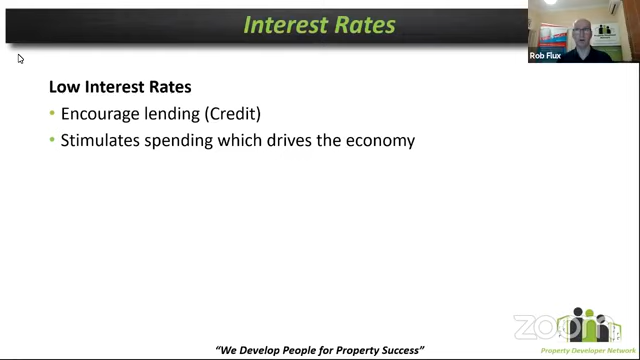 Interest Rates
Rob Flux
Low Interest Rates
• Encourage lending (Credit)
• Stimulates spending which drives the economy
zoom
Property Developer Network
“We Develop People for Property Success”